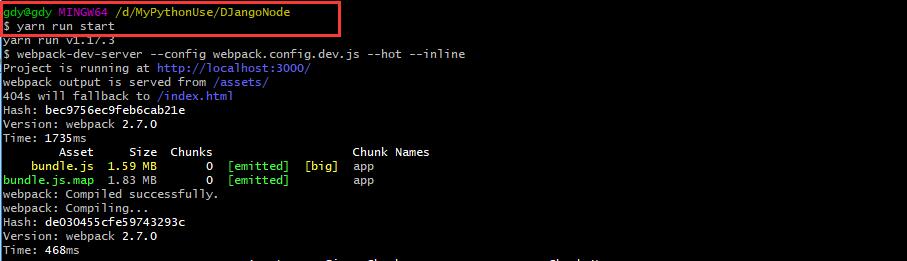 gdy@gdy MINGW64 /d/MyPythonUse/DJangoNode
$ yarn run start
yarn run v1.17.3
$ webpack-dev-server --config webpack.config.dev.js --hot --inline
Project is running at http://localhost:3000/
webpack output is served from /assets/
404s will fallback to /index.html
Hash: bec9756ec9feb6cab21e
Version: webpack 2.7.0
Time: 1735ms
Asset Size Chunks Chunk Names
bundle.js 1.59 MB 0 [emitted] [big] app
bundle.js.map 1.83 MB 0 [emitted] app
webpack: Compiled successfully.
webpack: Compiling...
Hash: de030455cfe59743293c
Version: webpack 2.7.0
Time: 468ms